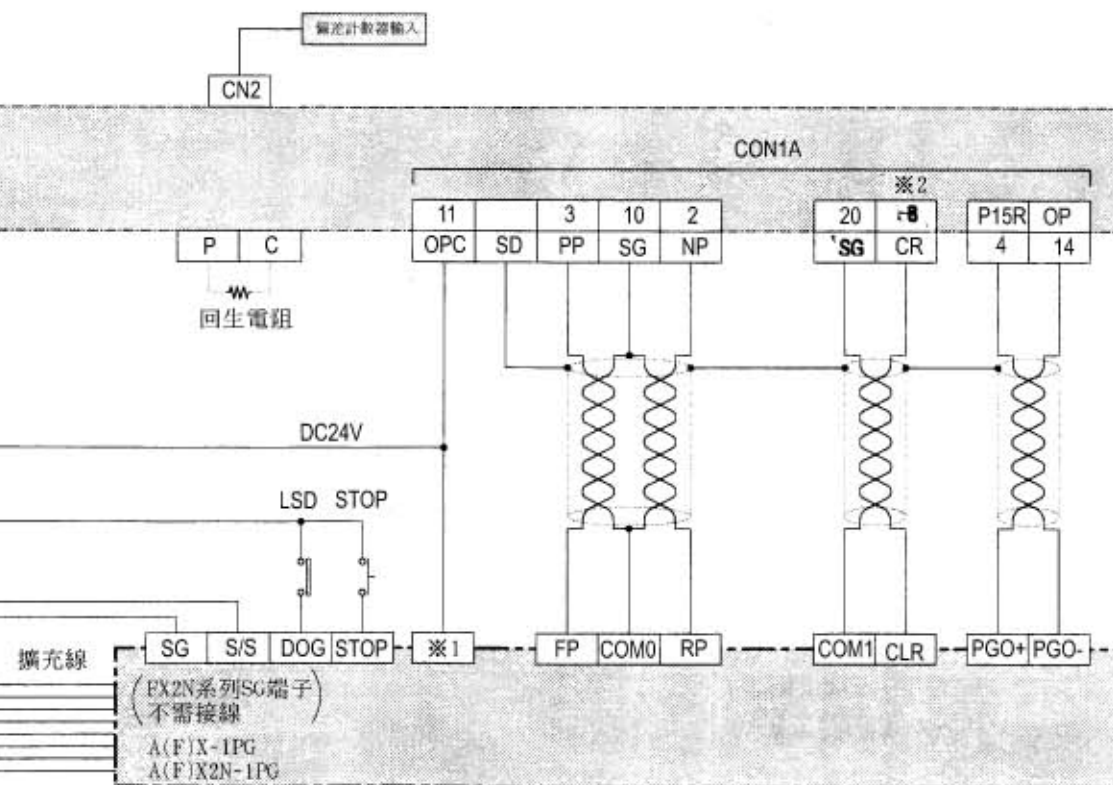 偏差計數器輸入
CN2
CON1A
※2
11 3 10 2
OPC SD PP SG NP
20
SG CR
P15R OP
4 14
P C
回生電阻
DC24V
LSD STOP
擴充線
SG S/S DOG STOP ※1 FP COM0 RP COM1 CLR PGO+ PGO-
(FX2N系列SG端子
不需接線)
A(F)X-1PG
A(F)X2N-1PG